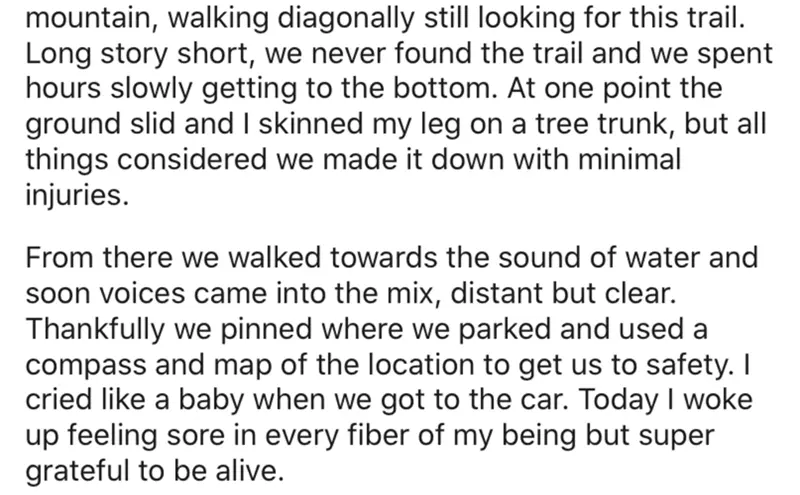 mountain, walking diagonally still looking for this trail.
Long story short, we never found the trail and we spent
hours slowly getting to the bottom. At one point the
ground slid and I skinned my leg on a tree trunk, but all
things considered we made it down with minimal
injuries.
From there we walked towards the sound of water and
soon voices came into the mix, distant but clear.
Thankfully we pinned where we parked and used a
compass and map of the location to get us to safety. I
cried like a baby when we got to the car. Today I woke
up feeling sore in every fiber of my being but super
grateful to be alive.